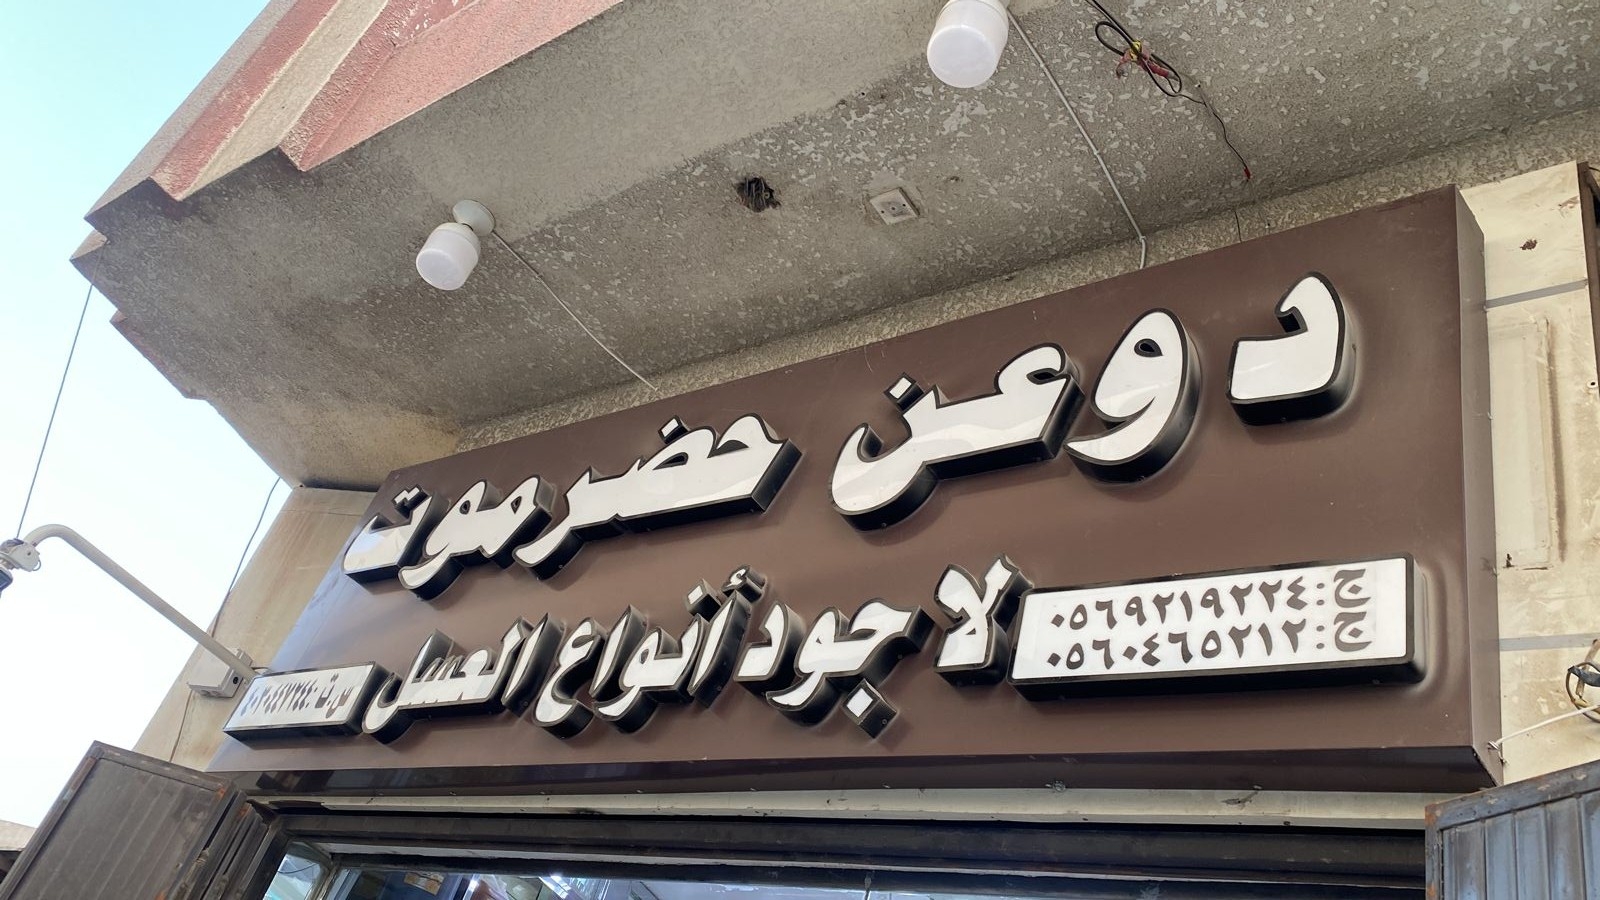 دوعن حضرموت
لاجود أنواع العسل
ج: ٠٥٦٩٢١٩٢٢٤
ج: ٠٥٦٠٤٦٥٢١٢